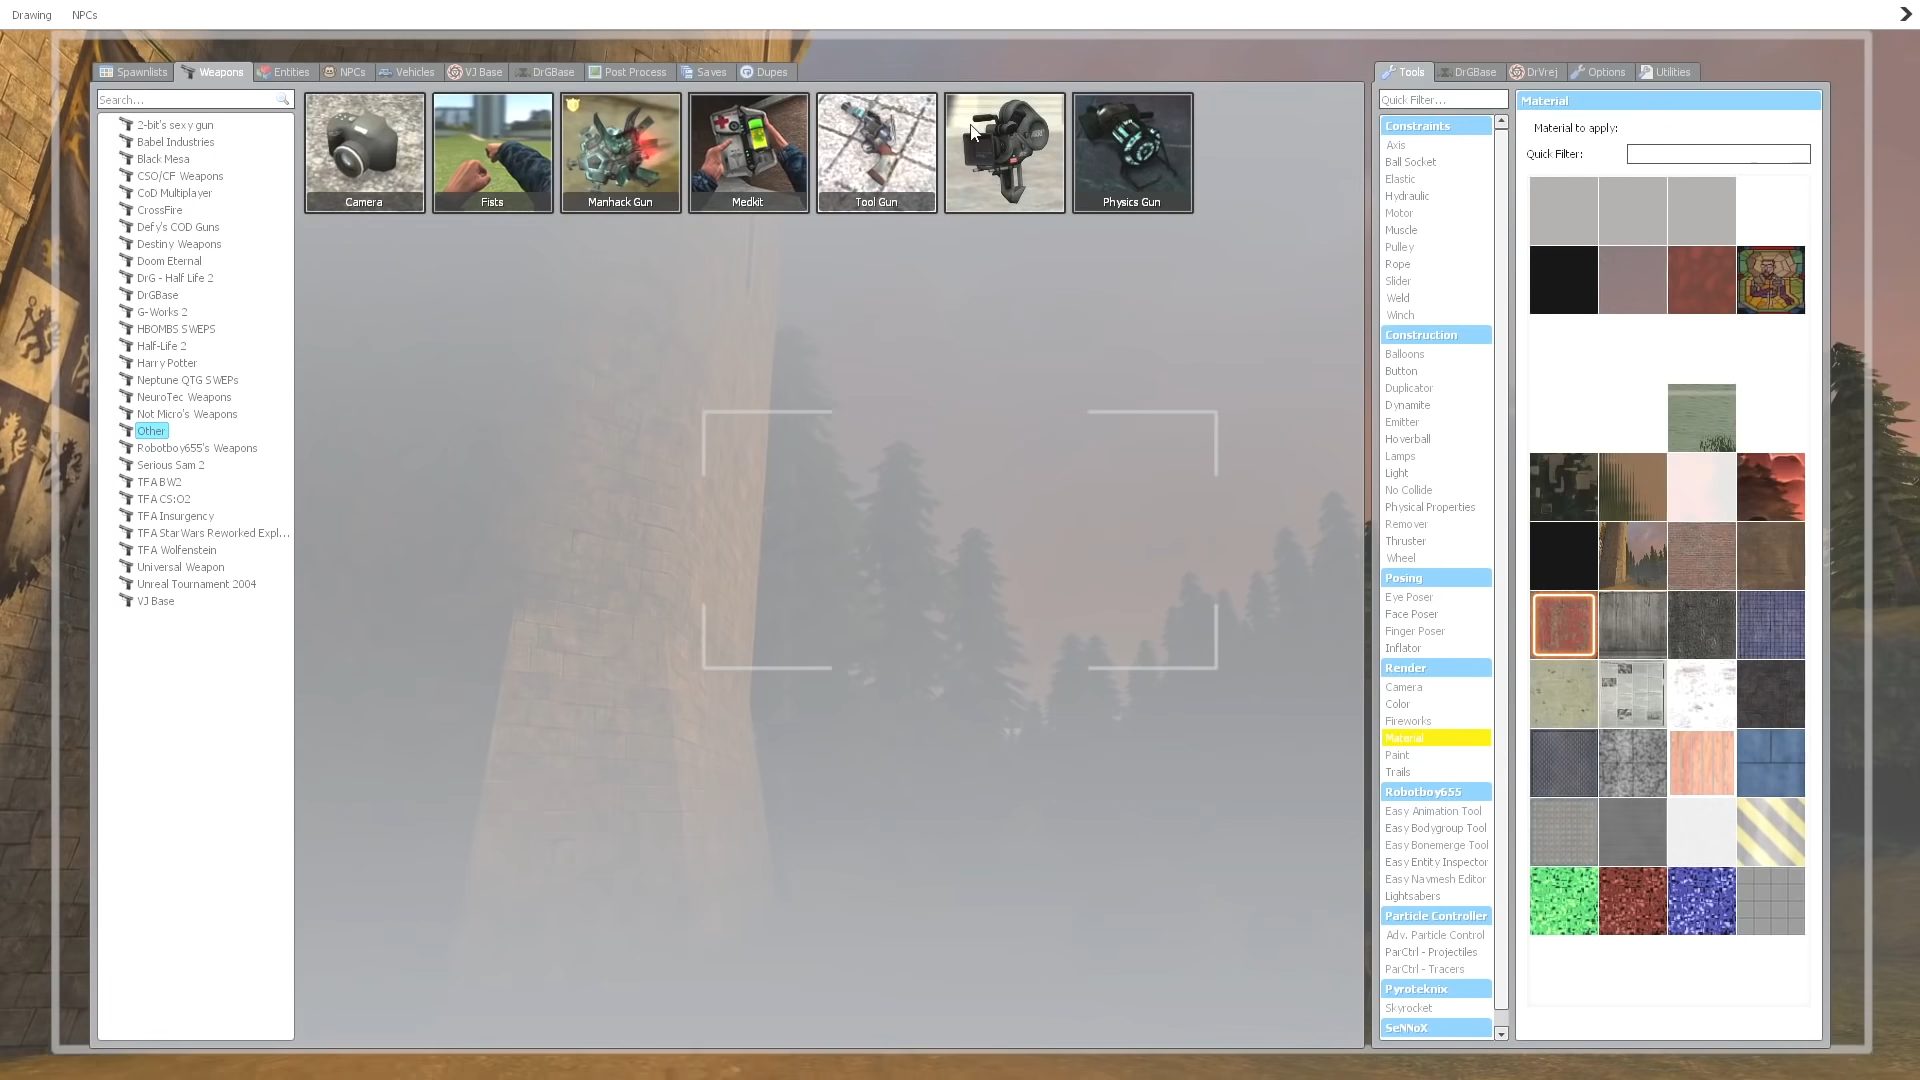 Drawing NPCs
Spawnlists Weapons Entities NPCs Vehicles VJ Base DrGBase Post Process Saves Dupes
Search...
2-bit's sexy gun
Babel Industries
Black Mesa
CSO/CF Weapons
CoD Multiplayer
CrossFire
Defy's COD Guns
Destiny Weapons
Doom Eternal
DrG - Half Life 2
DrGBase
G-Works 2
HBOMBS SWEPS
Half-Life 2
Harry Potter
Neptune QTG SWEPs
NeuroTec Weapons
Not Micro's Weapons
Other
Robotboy655's Weapons
Serious Sam 2
TFA BW2
TFA CS:O2
TFA Insurgency
TFA StarWars Reworked Expl...
TFA Wolfenstein
Universal Weapon
Unreal Tournament 2004
VJ Base
Camera
Fists
Manhack Gun
Medkit
Tool Gun
Physics Gun
Tools DrGBase DrVrej Options Utilities
Quick Filter...
Constraints
Axis
Ball Socket
Elastic
Hydraulic
Motor
Muscle
Pulley
Rope
Slider
Weld
Winch
Construction
Balloons
Button
Duplicator
Dynamite
Emitter
Hoverball
Lamps
Light
No Collide
Physical Properties
Remover
Thruster
Wheel
Posing
Eye Poser
Face Poser
Finger Poser
Inflator
Render
Camera
Color
Fireworks
Material
Paint
Trails
Robotboy655
Easy Animation Tool
Easy Bodygroup Tool
Easy Bonemerge Tool
Easy Entity Inspector
Easy Navmesh Editor
Lightsabers
Particle Controller
Adv. Particle Control
ParCtrl - Projectiles
ParCtrl - Tracers
Pyroteknix
Skyrocket
SeNNoX
Material
Material to apply:
Quick Filter: